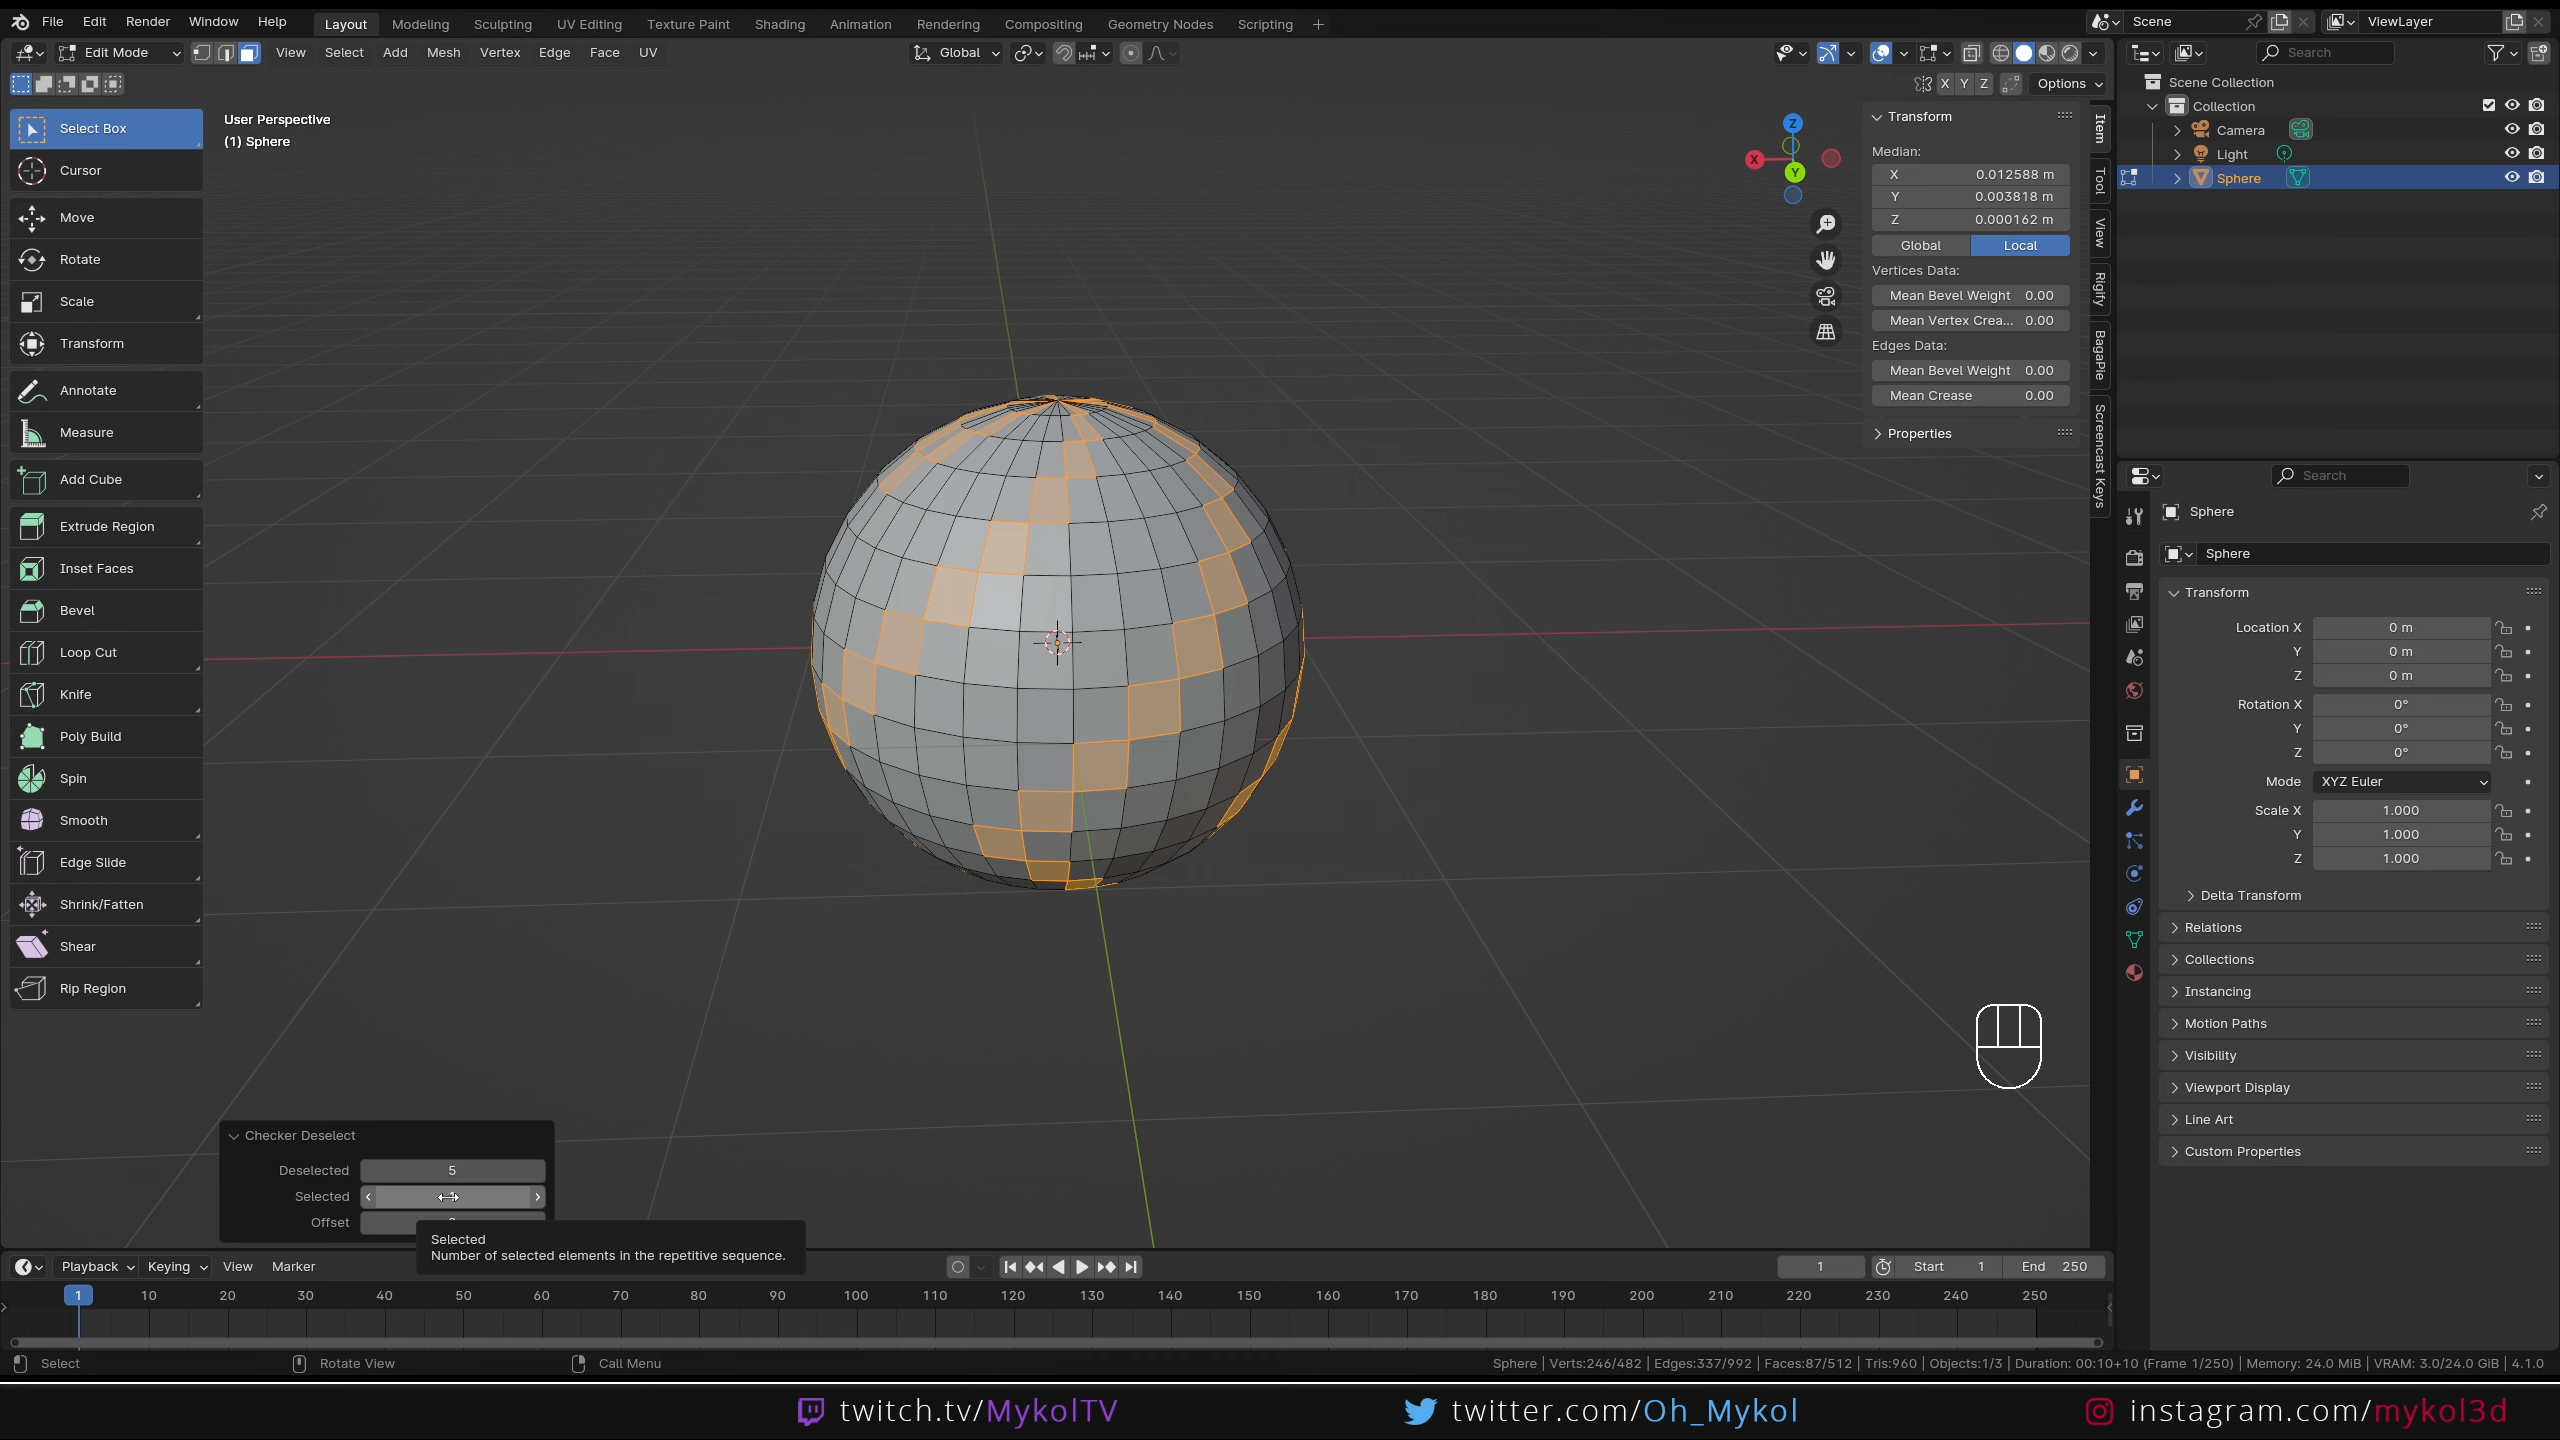 File Edit Render Window Help Layout Modeling Sculpting UV Editing Texture Paint Shading Animation Rendering Compositing Geometry Nodes Scripting + Scene ViewLayer
Edit Mode View Select Add Mesh Vertex Edge Face UV Global Search
X Y Z Options
Select Box
Cursor
Move
Rotate
Scale
Transform
Annotate
Measure
Add Cube
Extrude Region
Inset Faces
Bevel
Loop Cut
Knife
Poly Build
Spin
Smooth
Edge Slide
Shrink/Fatten
Shear
Rip Region
User Perspective
(1) Sphere
Z
X
Y
Transform
Median:
X 0.012588 m
Y 0.003818 m
Z 0.000162 m
Global Local
Vertices Data:
Mean Bevel Weight 0.00
Mean Vertex Crea... 0.00
Edges Data:
Mean Bevel Weight 0.00
Mean Crease 0.00
Properties
Item
Tool
View
Rigify
BagaPie
Screencast Keys
Scene Collection
Collection
Camera
Light
Sphere
Search
Sphere
Sphere
Transform
Location X 0 m
Y 0 m
Z 0 m
Rotation X 0°
Y 0°
Z 0°
Mode XYZ Euler
Scale X 1.000
Y 1.000
Z 1.000
Delta Transform
Relations
Collections
Instancing
Motion Paths
Visibility
Viewport Display
Line Art
Custom Properties
Checker Deselect
Deselected 5
Selected
Offset
Selected
Number of selected elements in the repetitive sequence.
Playback Keying View Marker 1 Start 1 End 250
1 10 20 30 40 50 60 70 80 90 100 110 120 130 140 150 160 170 180 190 200 210 220 230 240 250
Select Rotate View Call Menu Sphere | Verts:246/482 | Edges:337/992 | Faces:87/512 | Tris:960 | Objects:1/3 | Duration: 00:10+10 (Frame 1/250) | Memory: 24.0 MiB | VRAM: 3.0/24.0 GiB | 4.1.0
twitch.tv/MykolTV twitter.com/Oh_Mykol instagram.com/mykol3d